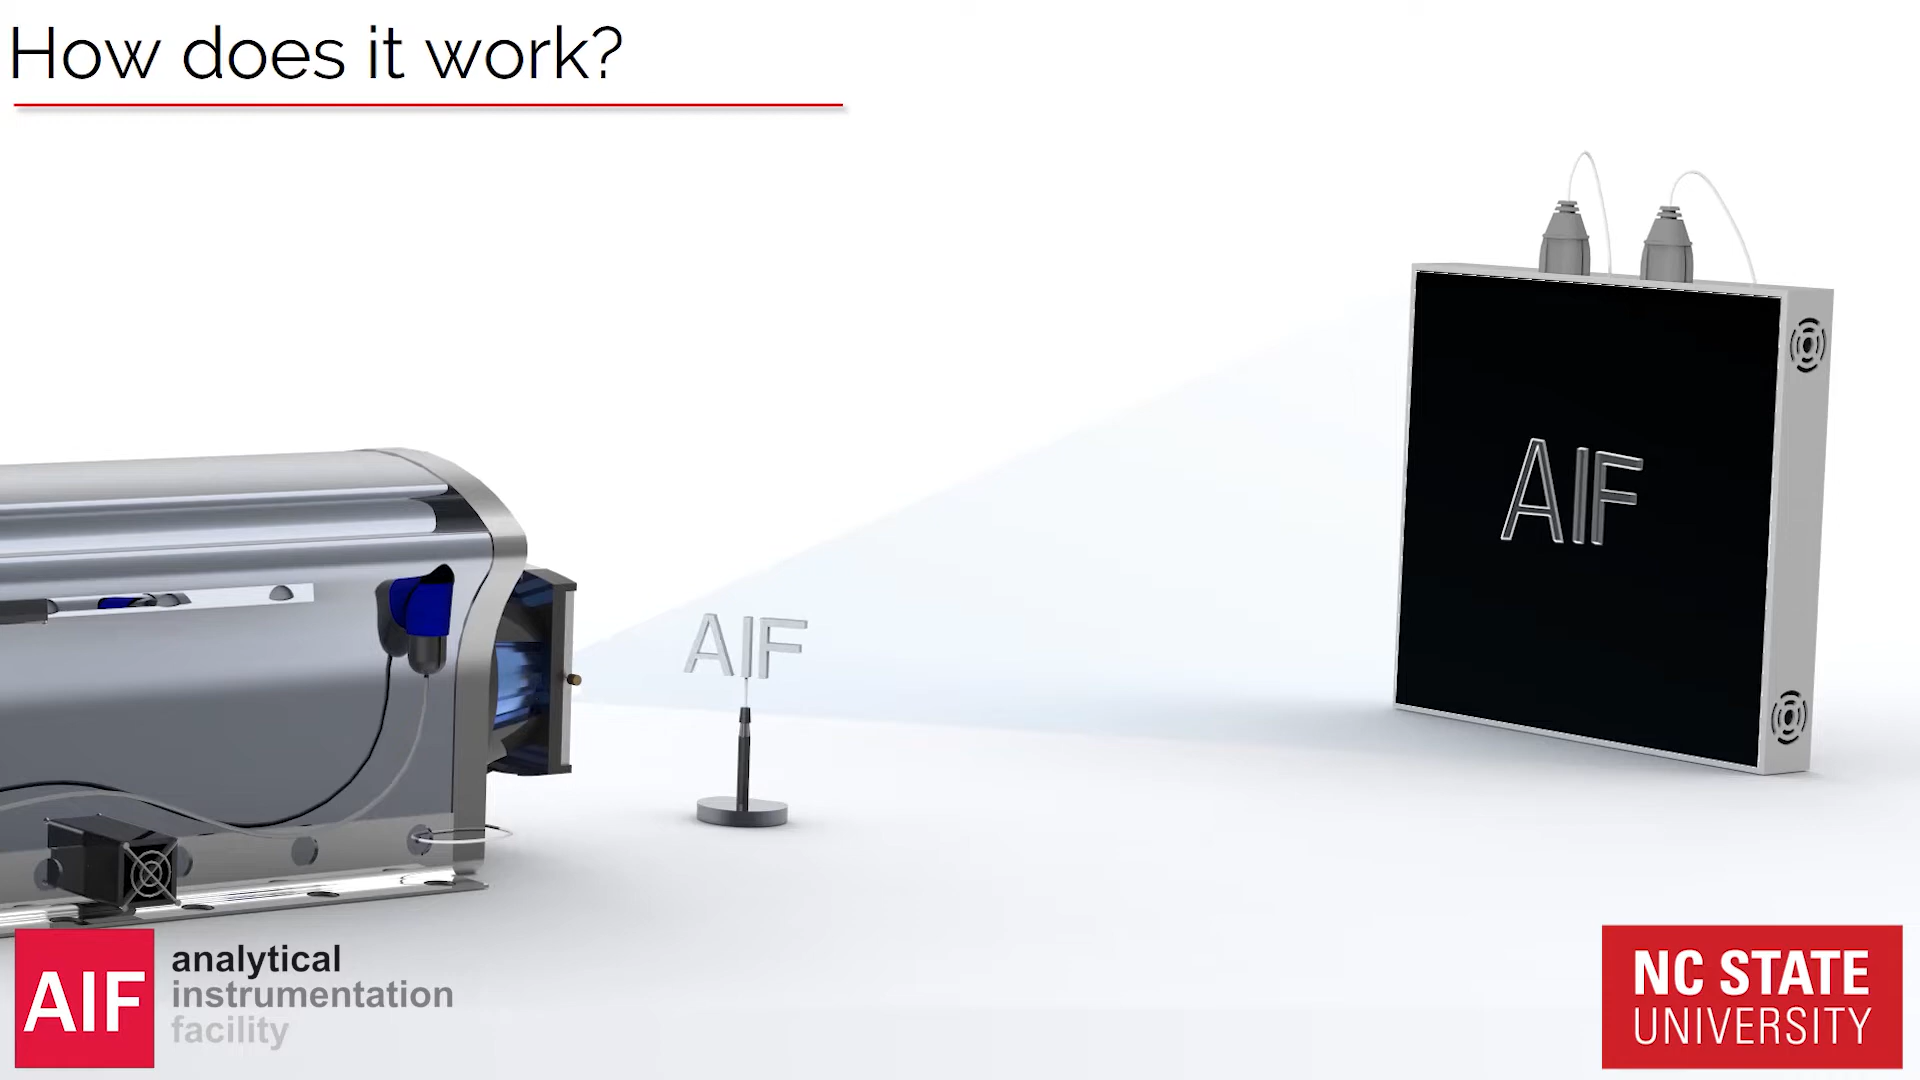 How does it work?
AIF
AIF
AIF
analytical
instrumentation
facility
NC STATE
UNIVERSITY